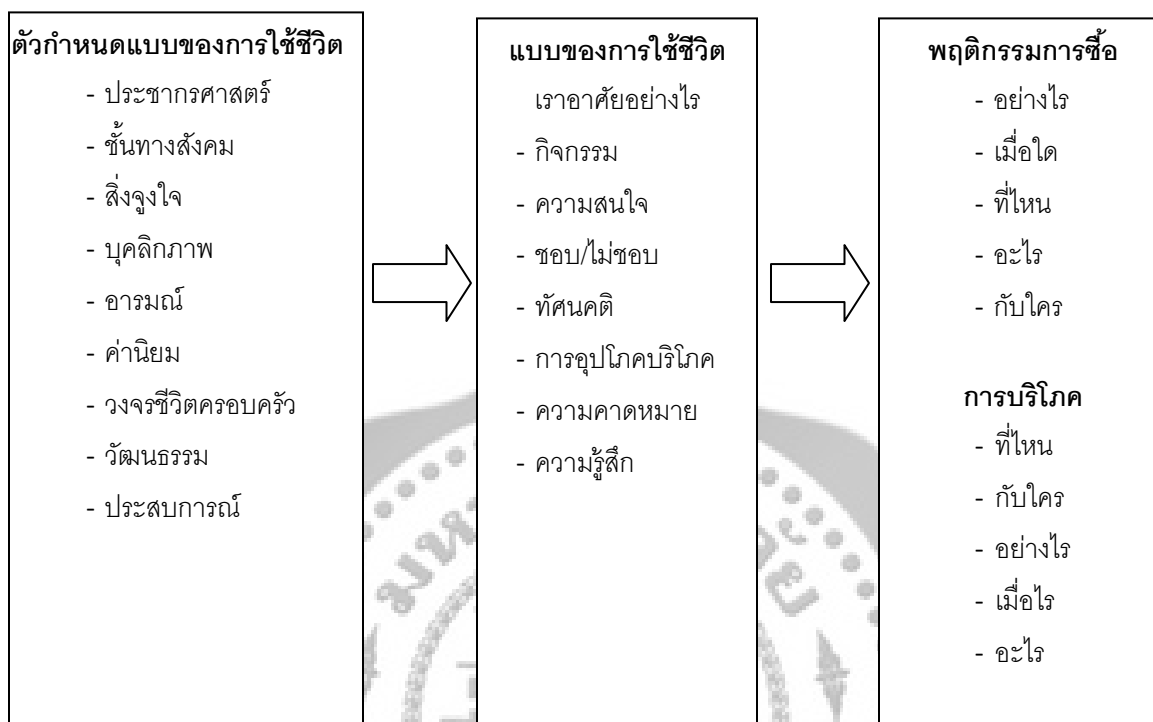 ตัวกำหนดแบบของการใช้ชีวิต
- ประชากรศาสตร์
- ชั้นทางสังคม
- สิ่งจูงใจ
- บุคลิกภาพ
- อารมณ์
- ค่านิยม
- วงจรชีวิตครอบครัว
- วัฒนธรรม
- ประสบการณ์
แบบของการใช้ชีวิต
เราอาศัยอย่างไร
- กิจกรรม
- ความสนใจ
- ชอบ/ไม่ชอบ
- ทัศนคติ
- การอุปโภคบริโภค
- ความคาดหมาย
- ความรู้สึก
พฤติกรรมการซื้อ
- อย่างไร
- เมื่อใด
- ที่ไหน
- อะไร
- กับใคร
การบริโภค
- ที่ไหน
- กับใคร
- อย่างไร
- เมื่อไร
- อะไร